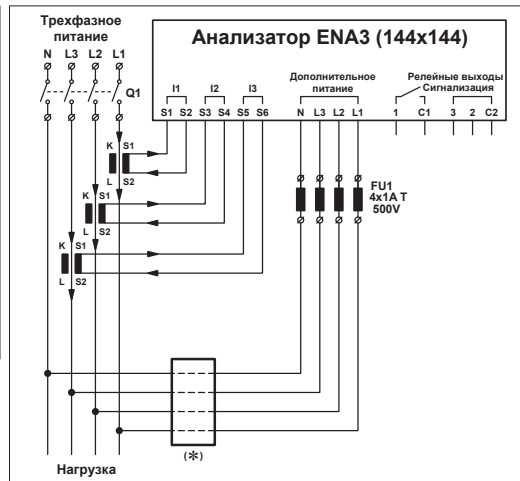 Трехфазное
питание
N L3 L2 L1
Q1
Анализатор ENA3 (144x144)
I1 I2 I3
S1 S2 S3 S4 S5 S6
Дополнительное
питание
N L3 L2 L1
Релейные выходы
Сигнализация
1 C1 3 2 C2
K S1
L S2
K S1
L S2
K S1
L S2
FU1
4x1A T
500V
(*)
Нагрузка